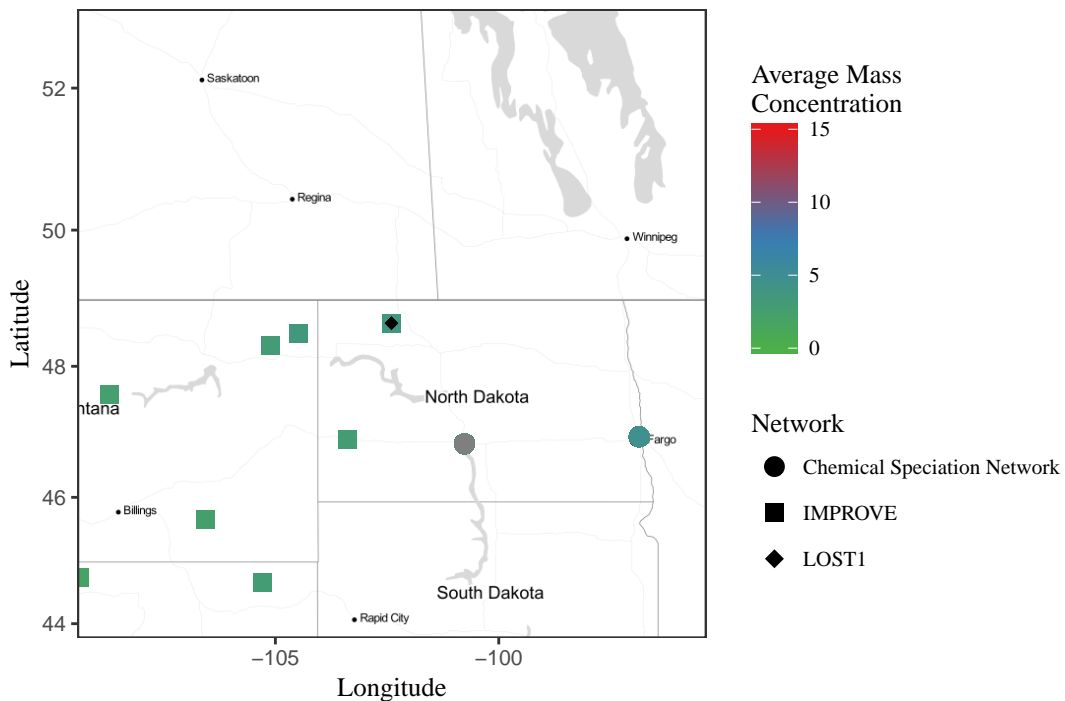 Saskatoon
Regina
Winnipeg
North Dakota
ntana
Fargo
Billings
South Dakota
Rapid City
52
50
48
46
44
−105
−100
Longitude
Latitude
Average Mass
Concentration
15
10
5
0
Network
Chemical Speciation Network
IMPROVE
LOST1